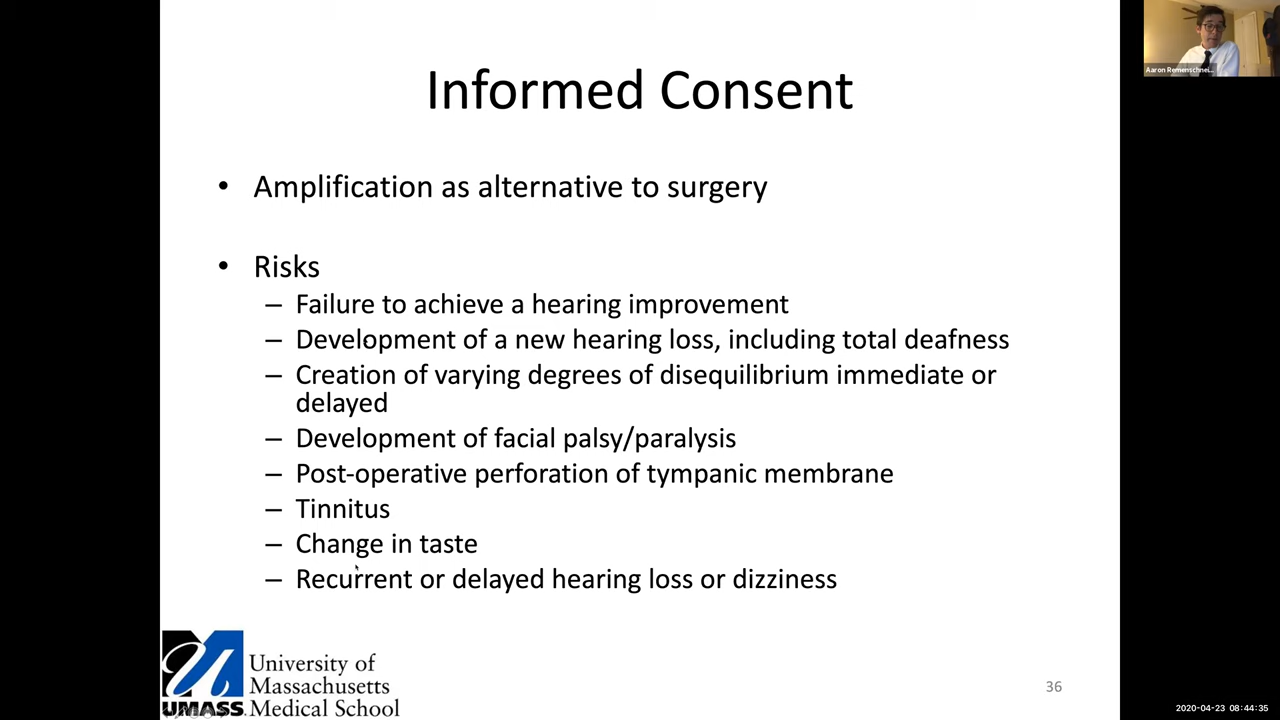 Informed Consent
• Amplification as alternative to surgery
• Risks
– Failure to achieve a hearing improvement
– Development of a new hearing loss, including total deafness
– Creation of varying degrees of disequilibrium immediate or
delayed
– Development of facial palsy/paralysis
– Post-operative perforation of tympanic membrane
– Tinnitus
– Change in taste
– Recurrent or delayed hearing loss or dizziness
University of
Massachusetts
UMASS Medical School
36
Aaron Remenschnei...
2020-04-23 08:44:35